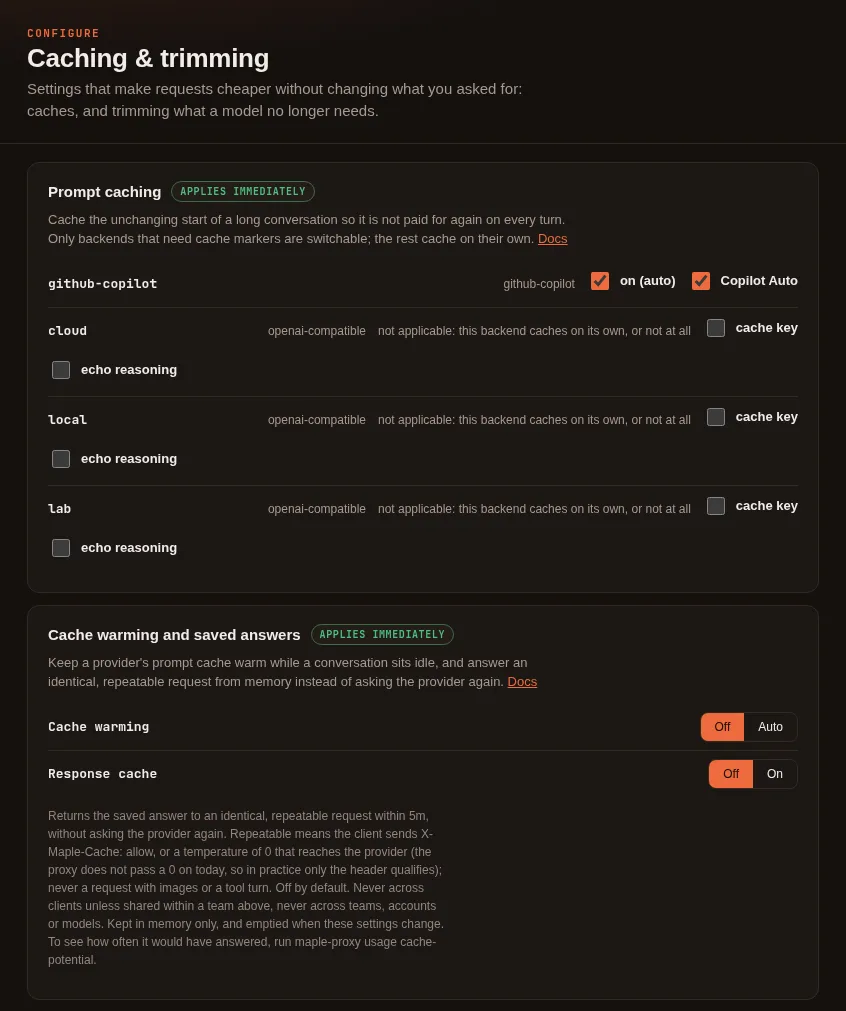 CONFIGURE
Caching & trimming
Settings that make requests cheaper without changing what you asked for:
caches, and trimming what a model no longer needs.
Prompt caching APPLIES IMMEDIATELY
Cache the unchanging start of a long conversation so it is not paid for again on every turn.
Only backends that need cache markers are switchable; the rest cache on their own. Docs
github-copilot github-copilot on (auto) Copilot Auto
cloud openai-compatible not applicable: this backend caches on its own, or not at all cache key
echo reasoning
local openai-compatible not applicable: this backend caches on its own, or not at all cache key
echo reasoning
lab openai-compatible not applicable: this backend caches on its own, or not at all cache key
echo reasoning
Cache warming and saved answers APPLIES IMMEDIATELY
Keep a provider's prompt cache warm while a conversation sits idle, and answer an
identical, repeatable request from memory instead of asking the provider again. Docs
Cache warming Off Auto
Response cache Off On
Returns the saved answer to an identical, repeatable request within 5m,
without asking the provider again. Repeatable means the client sends X-
Maple-Cache: allow, or a temperature of 0 that reaches the provider (the
proxy does not pass a 0 on today, so in practice only the header qualifies);
never a request with images or a tool turn. Off by default. Never across
clients unless shared within a team above, never across teams, accounts
or models. Kept in memory only, and emptied when these settings change.
To see how often it would have answered, run maple-proxy usage cache-
potential.